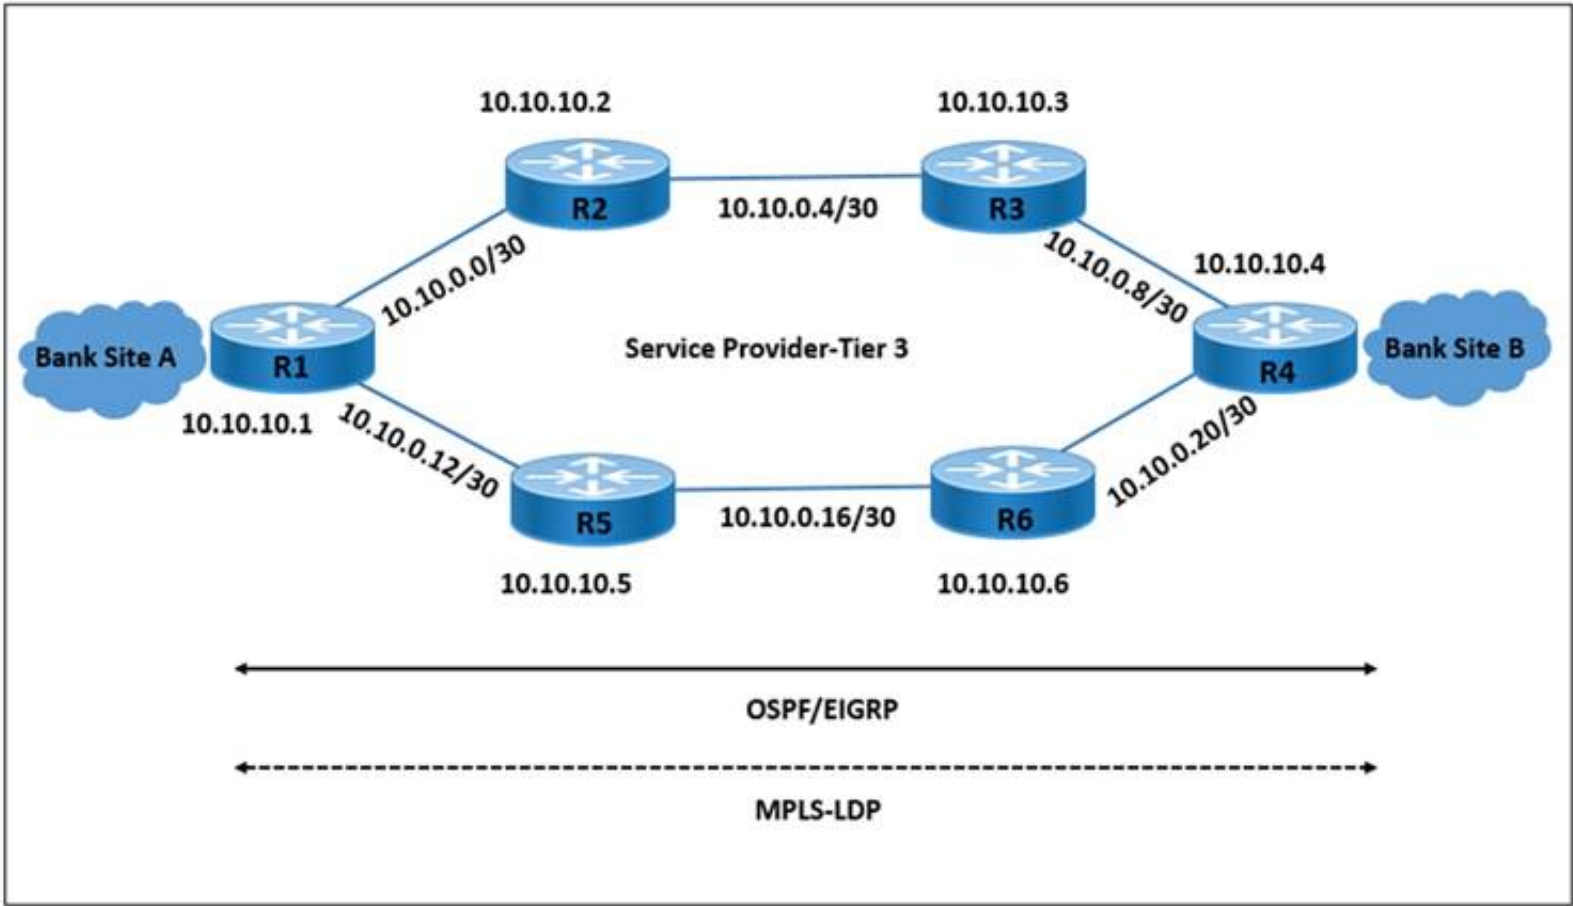 10.10.10.2
10.10.10.3
R2
10.10.0.4/30
R3
10.10.0.0/30
10.10.0.8/30
10.10.10.4
Bank Site A
R1
Service Provider-Tier 3
R4
Bank Site B
10.10.10.1
10.10.0.12/30
10.10.0.20/30
R5
10.10.0.16/30
R6
10.10.10.5
10.10.10.6
OSPF/EIGRP
MPLS-LDP